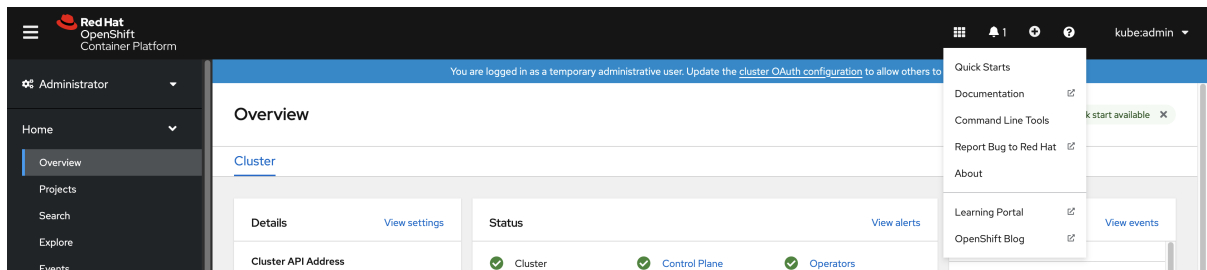 Red Hat
OpenShift
Container Platform
1
kube:admin
Administrator
You are logged in as a temporary administrative user. Update the cluster OAuth configuration to allow others to
Quick Starts
Documentation
Command Line Tools
Report Bug to Red Hat
About
Learning Portal
OpenShift Blog
Home
Overview
Projects
Search
Explore
Events
Overview
start available
Cluster
Details
View settings
Status
View alerts
View events
Cluster API Address
Cluster
Control Plane
Operators